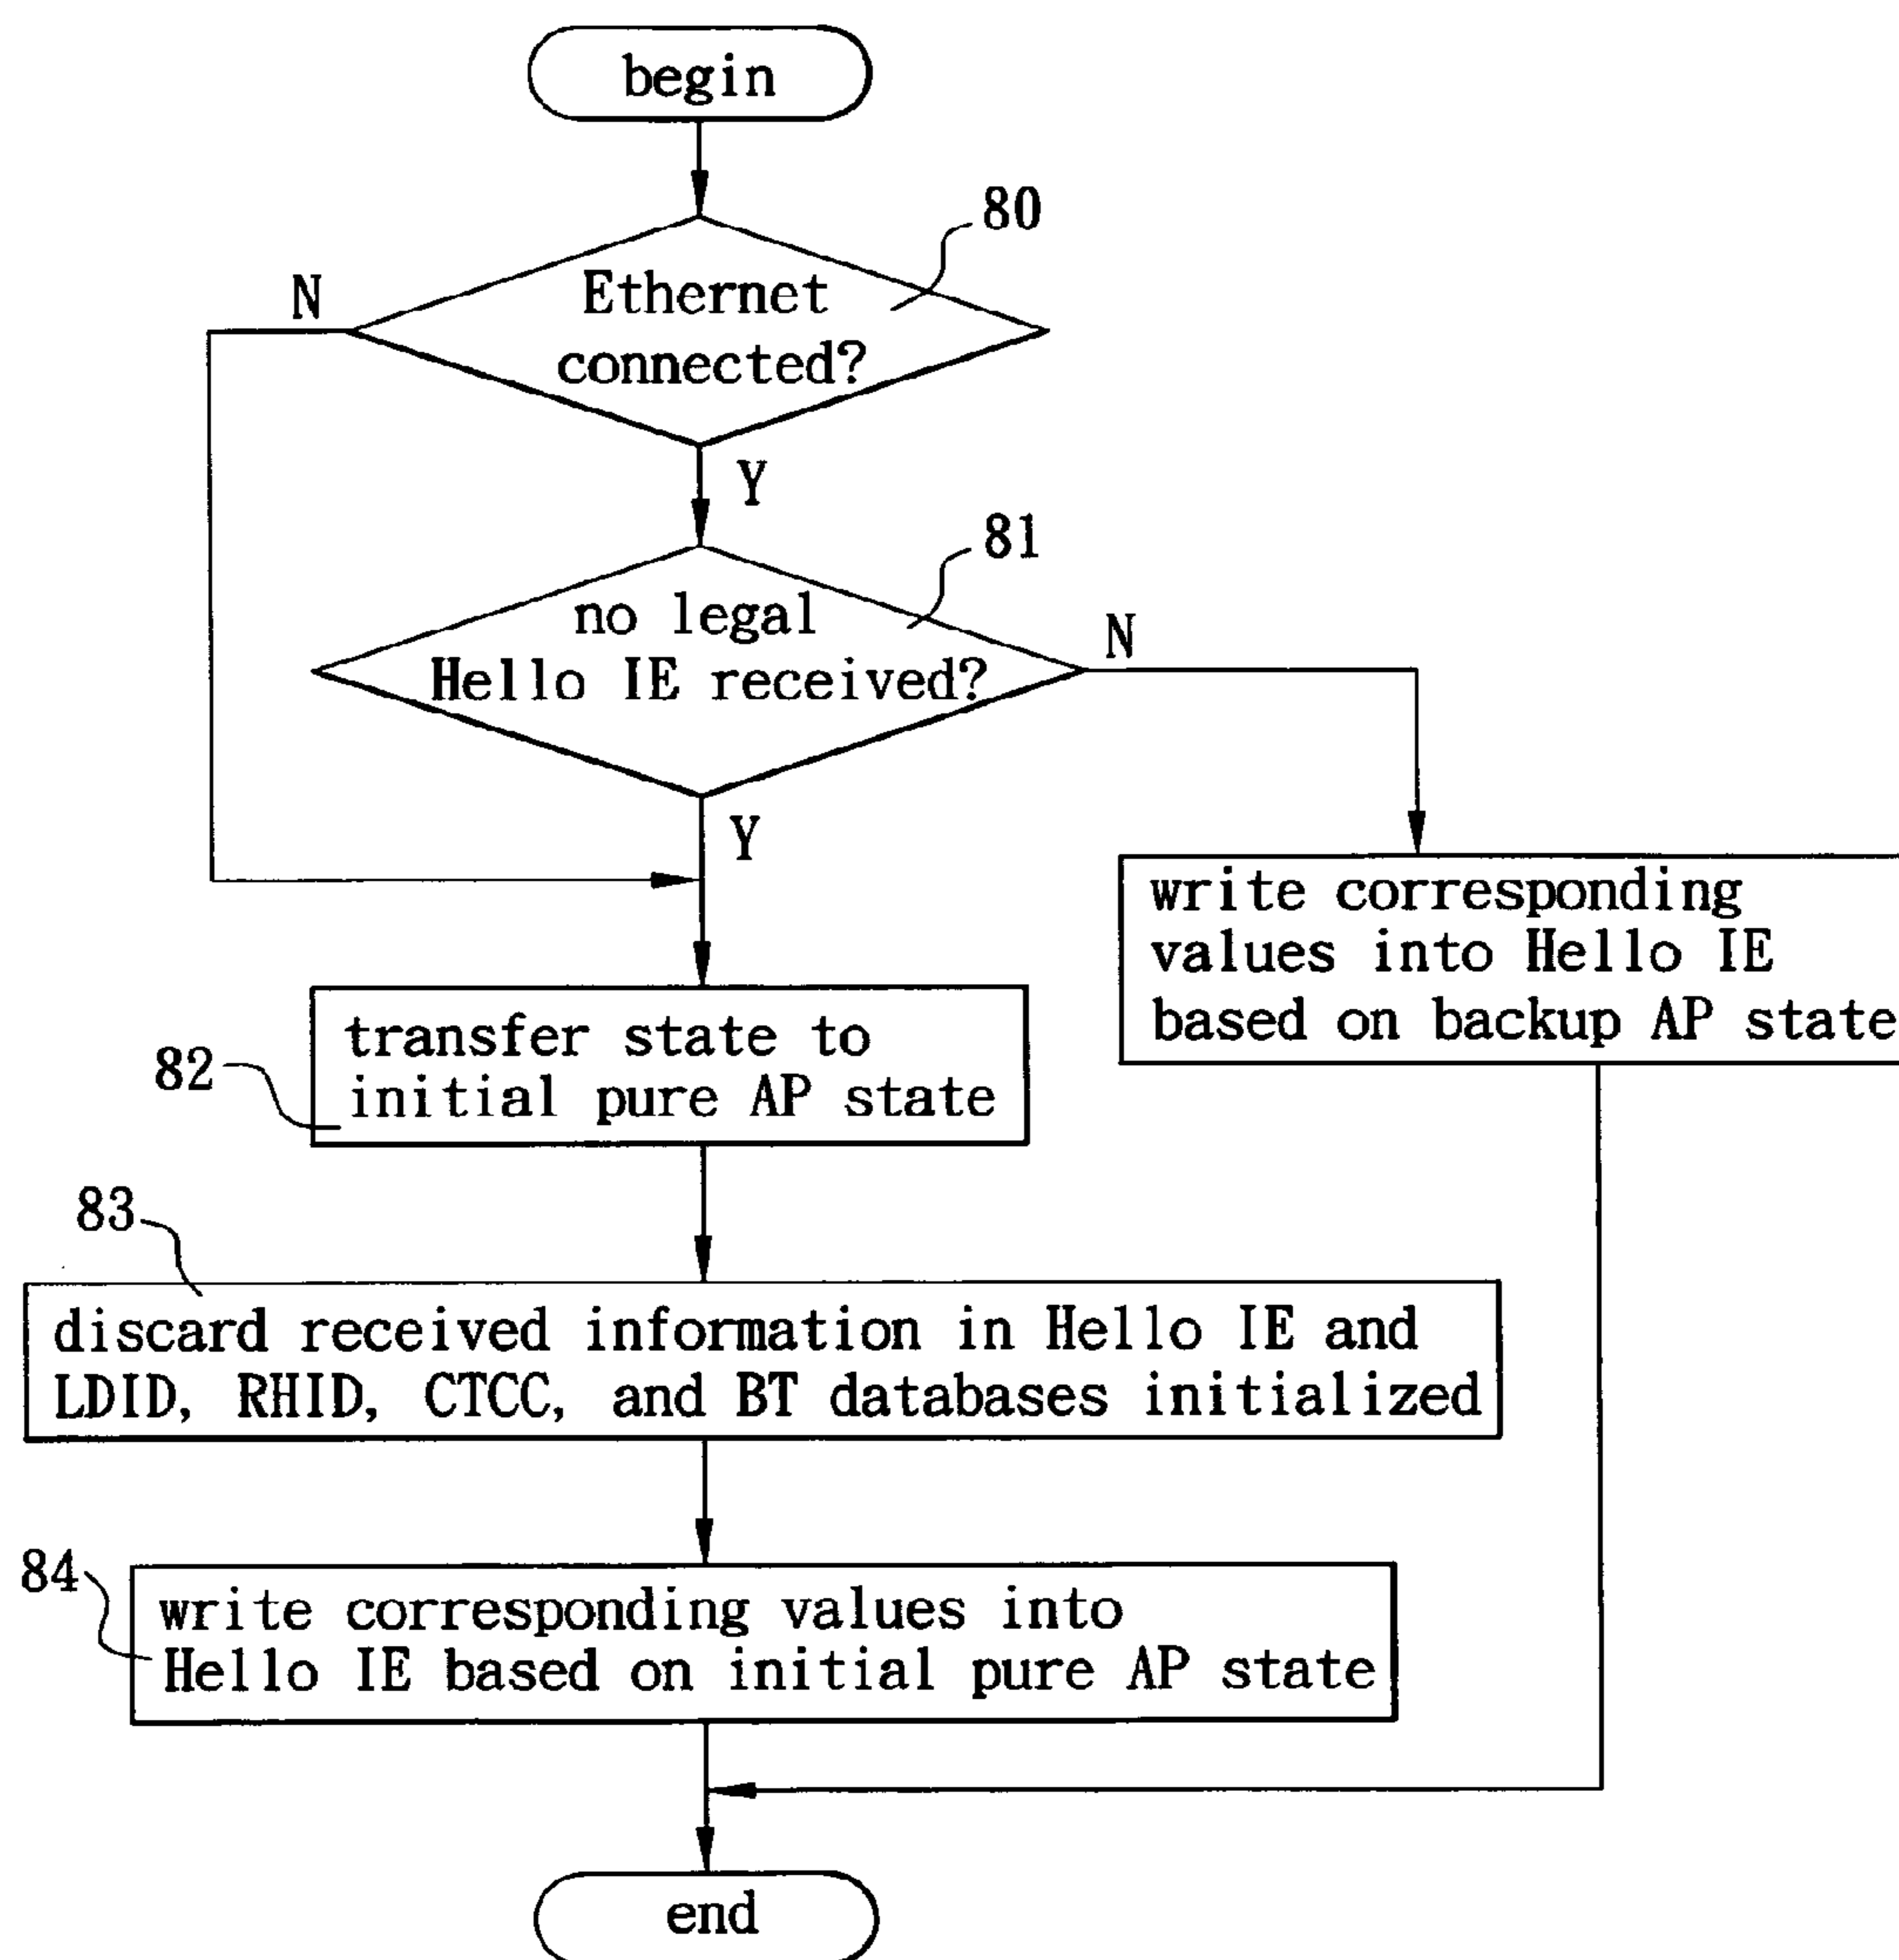 begin
80
N
Ethernet
connected?
Y
81
no legal
Hello IE received?
N
Y
write corresponding
values into Hello IE
based on backup AP state
82
transfer state to
initial pure AP state
83
discard received information in Hello IE and
LDID, RHID, CTCC, and BT databases initialized
84
write corresponding values into
Hello IE based on initial pure AP state
end